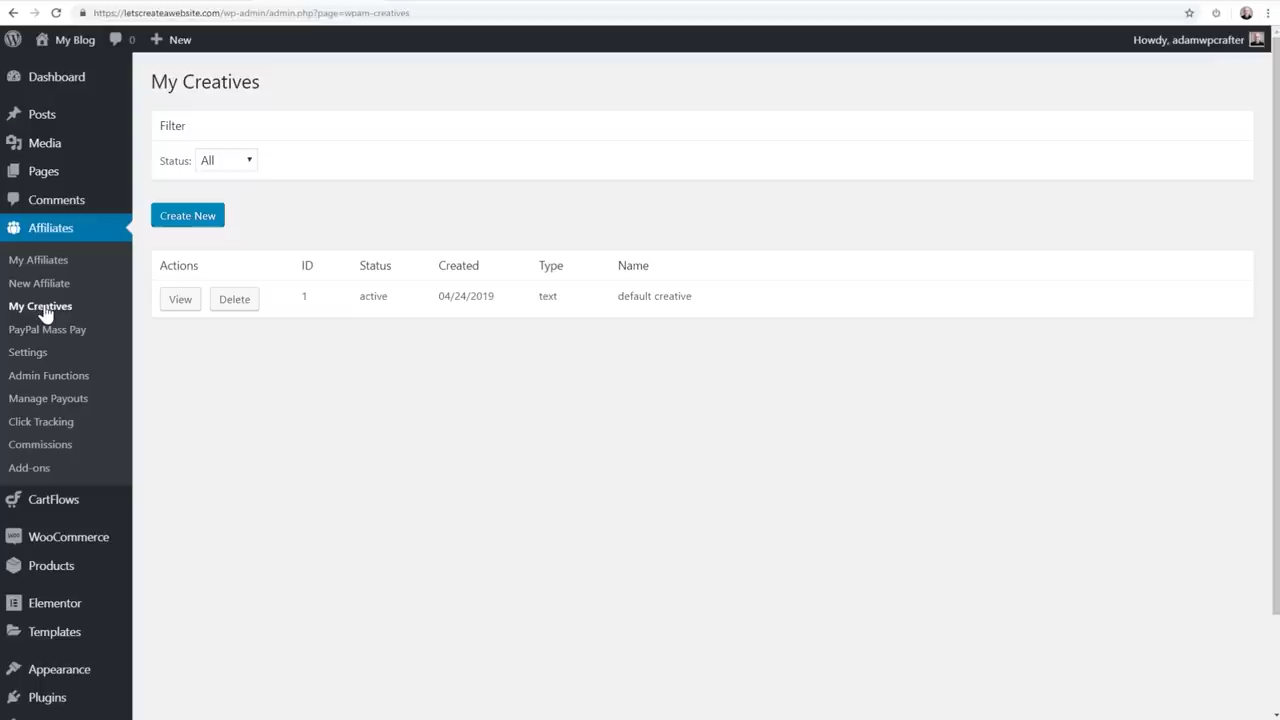 https://letscreateawebsite.com/wp-admin/admin.php?page=wpam-creatives
My Blog 0 New Howdy, adamwpcrafter
Dashboard
Posts
Media
Pages
Comments
Affiliates
My Affiliates
New Affiliate
My Creatives
PayPal Mass Pay
Settings
Admin Functions
Manage Payouts
Click Tracking
Commissions
Add-ons
CartFlows
WooCommerce
Products
Elementor
Templates
Appearance
Plugins
My Creatives
Filter
Status: All
Create New
Actions ID Status Created Type Name
View Delete 1 active 04/24/2019 text default creative